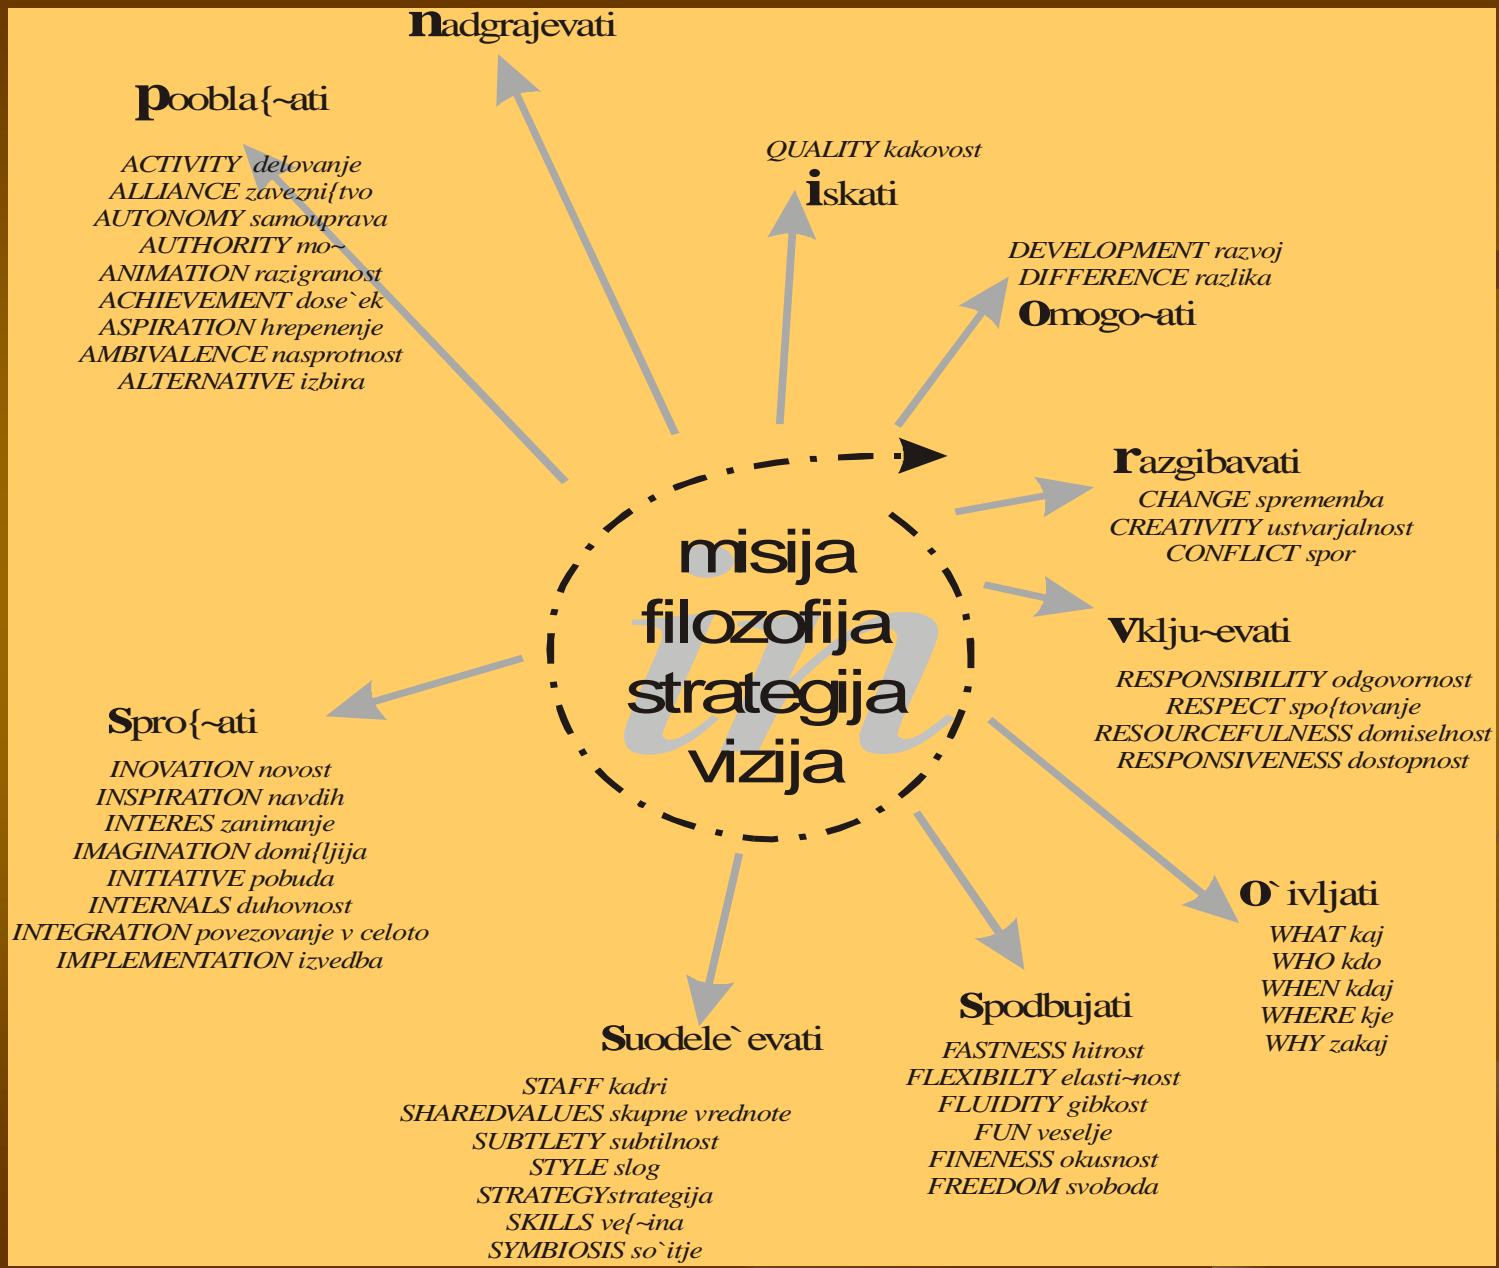 nadgrajevati
poobla{~ati
ACTIVITY delovanje
ALLIANCE zavezni{tvo
AUTONOMY samouprava
AUTHORITY mo~
ANIMATION razigranost
ACHIEVEMENT dose`ek
ASPIRATION hrepenenje
AMBIVALENCE nasprotnost
ALTERNATIVE izbira
QUALITY kakovost
iskati
DEVELOPMENT razvoj
DIFFERENCE razlika
omogo~ati
razgibavati
CHANGE sprememba
CREATIVITY ustvarjalnost
CONFLICT spor
misija
filozofija
strategija
vizija
in
vklju~evati
RESPONSIBILITY odgovornost
RESPECT spo{tovanje
RESOURCEFULNESS domiselnost
RESPONSIVENESS dostopnost
spro{~ati
INOVATION novost
INSPIRATION navdih
INTERES zanimanje
IMAGINATION domi{ljija
INITIATIVE pobuda
INTERNALS duhovnost
INTEGRATION povezovanje v celoto
IMPLEMENTATION izvedba
o`ivljati
WHAT kaj
WHO kdo
WHEN kdaj
WHERE kje
WHY zakaj
spodbujati
FASTNESS hitrost
FLEXIBILTY elasti~nost
FLUIDITY gibkost
FUN veselje
FINENESS okusnost
FREEDOM svoboda
suodele`evati
STAFF kadri
SHAREDVALUES skupne vrednote
SUBTLETY subtilnost
STYLE slog
STRATEGYstrategija
SKILLS ve{~ina
SYMBIOSIS so`itje